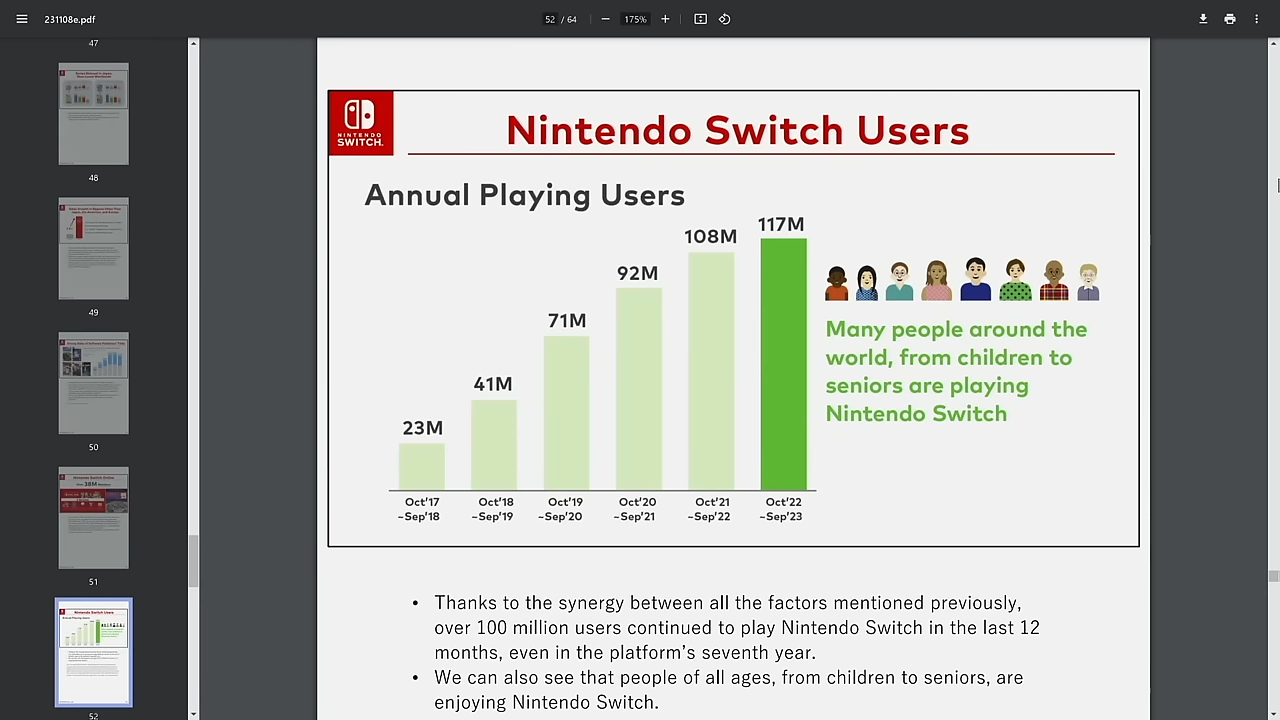 231108e.pdf
52 / 64
175%
47
48
49
50
51
52
NINTENDO
SWITCH.
Nintendo Switch Users
Annual Playing Users
23M
41M
71M
92M
108M
117M
Oct'17
~Sep'18
Oct'18
~Sep'19
Oct'19
~Sep'20
Oct'20
~Sep'21
Oct'21
~Sep'22
Oct'22
~Sep'23
Many people around the
world, from children to
seniors are playing
Nintendo Switch
• Thanks to the synergy between all the factors mentioned previously,
over 100 million users continued to play Nintendo Switch in the last 12
months, even in the platform's seventh year.
• We can also see that people of all ages, from children to seniors, are
enjoying Nintendo Switch.